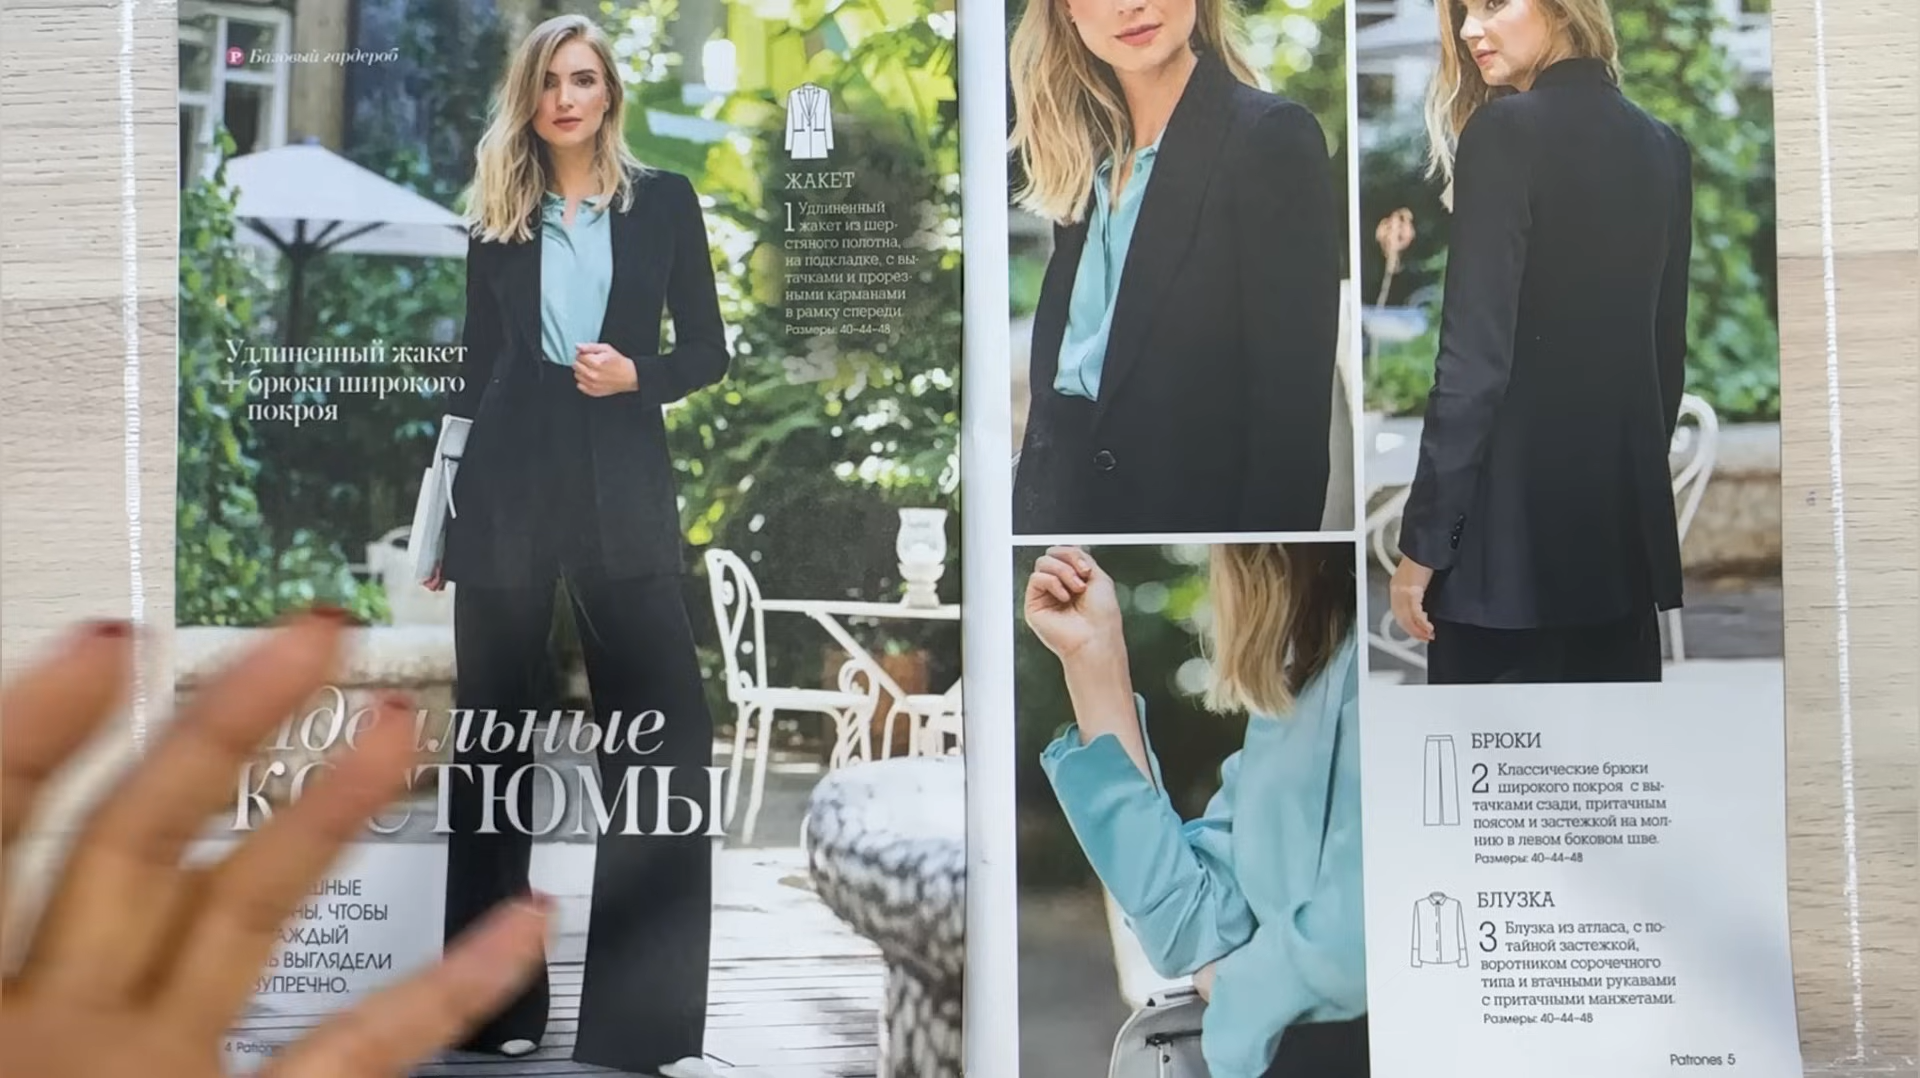 P Базовый гардероб
ЖАКЕТ
1 Удлиненный
жакет из шер-
стяного полотна,
на подкладке, с вы-
тачками и прорез-
ными карманами
в рамку спереди.
Размеры: 40–44–48
Удлиненный жакет
+ брюки широкого
покроя
КОСТЮМЫ
ЧТОБЫ
ВЫГЛЯДЕЛИ
4 Patrones
БРЮКИ
2 Классические брюки
широкого покроя с вы-
тачками сзади, притачным
поясом и застежкой на мол-
нию в левом боковом шве.
Размеры: 40–44–48
БЛУЗКА
3 Блузка из атласа, с по-
тайной застежкой,
воротником сорочечного
типа и втачными рукавами
с притачными манжетами.
Размеры: 40–44–48
Patrones 5